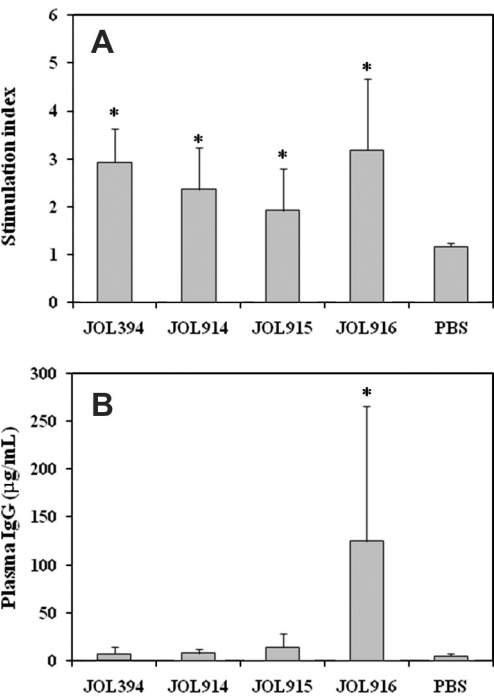 A
Stimulation index
6
5
4
3
2
1
0
* * * *
JOL394 JOL914 JOL915 JOL916 PBS
B
Plasma IgG (µg/mL)
300
250
200
150
100
50
0
*
JOL394 JOL914 JOL915 JOL916 PBS